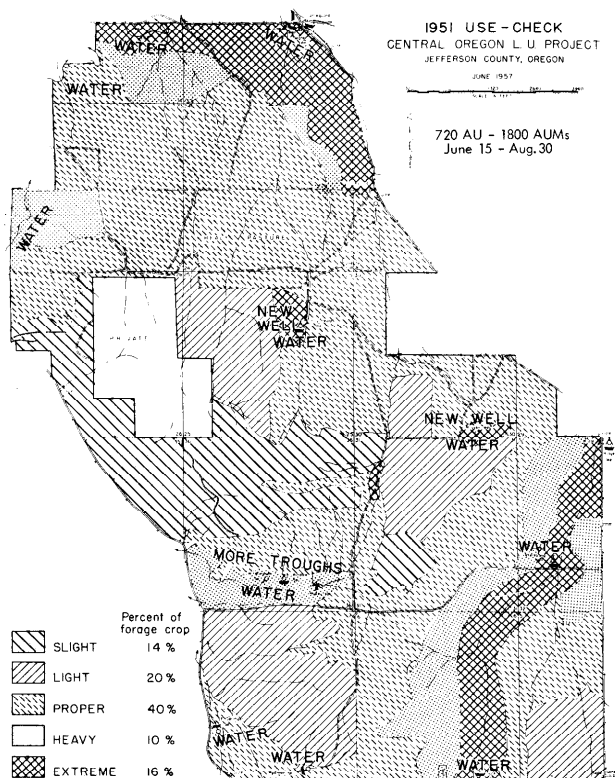 1951 USE-CHECK
CENTRAL OREGON L. U. PROJECT
JEFFERSON COUNTY, OREGON
JUNE 1957
720 AU - 1800 AUMs
June 15 - Aug. 30
WATER
WATER
WATER
WATER
NEW
WELL
WATER
PRIVATE
NEW WELL
WATER
WATER
MORE TROUGHS
WATER
WATER
WATER
WATER
Percent of
forage crop
SLIGHT 14 %
LIGHT 20 %
PROPER 40 %
HEAVY 10 %
EXTREME 16 %